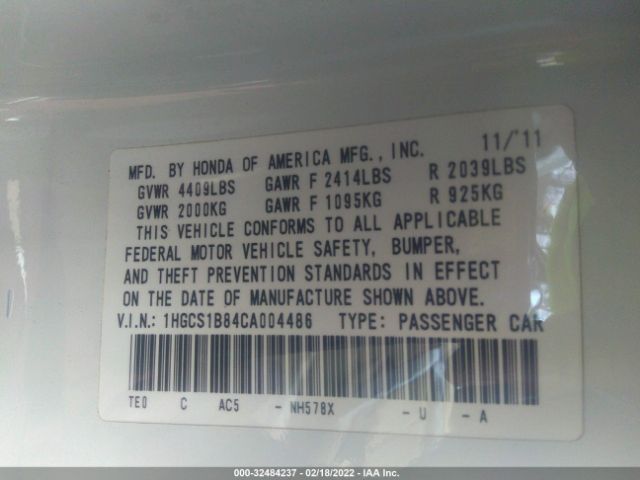 11/'11
MFD. BY HONDA OF AMERICA MFG., INC.
GVWR 4409LBS GAWR F 2414LBS R 2039LBS
GVWR 2000KG GAWR F 1095KG R 925KG
THIS VEHICLE CONFORMS TO ALL APPLICABLE
FEDERAL MOTOR VEHICLE SAFETY, BUMPER,
AND THEFT PREVENTION STANDARDS IN EFFECT
ON THE DATE OF MANUFACTURE SHOWN ABOVE.
V.I.N.: 1HGCS1B84CA004486 TYPE: PASSENGER CAR
TE0 C AC5 - NH578X - U - A
000-32484237 - 02/18/2022 - IAA Inc.